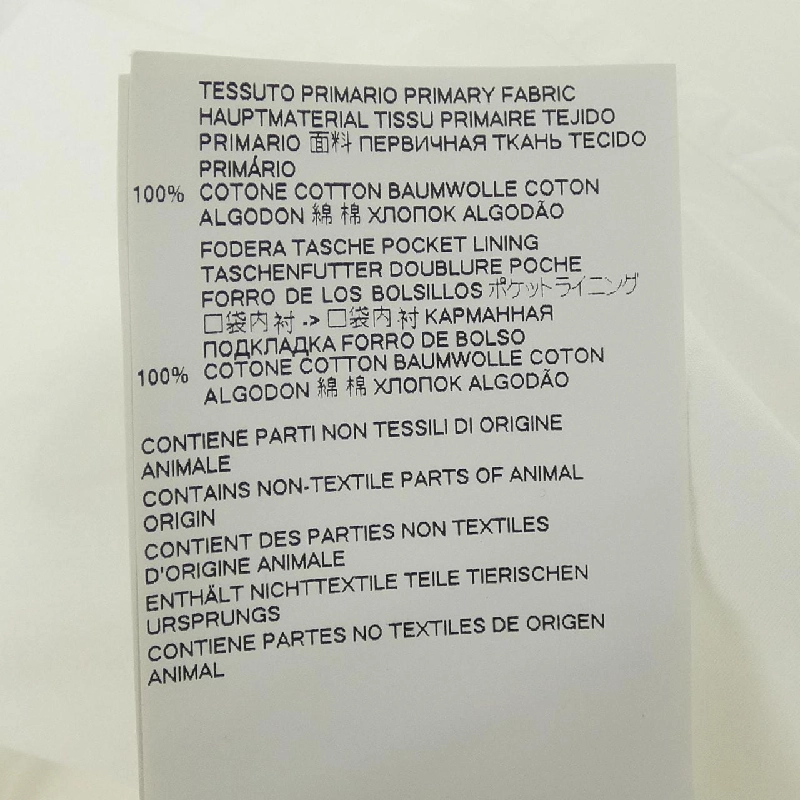 TESSUTO PRIMARIO PRIMARY FABRIC
HAUPTMATERIAL TISSU PRIMAIRE TEJIDO
PRIMARIO 面料 ПЕРВИЧНАЯ ТКАНЬ TECIDO
PRIMÁRIO
100% COTONE COTTON BAUMWOLLE COTON
ALGODON 綿 棉 ХЛОПОК ALGODÃO
FODERA TASCHE POCKET LINING
TASCHENFUTTER DOUBLURE POCHE
FORRO DE LOS BOLSILLOS ポケットライニング
口袋内衬 -> 口袋内衬 КАРМАННАЯ
ПОДКЛАДКА FORRO DE BOLSO
100% COTONE COTTON BAUMWOLLE COTON
ALGODON 綿 棉 ХЛОПОК ALGODÃO
CONTIENE PARTI NON TESSILI DI ORIGINE
ANIMALE
CONTAINS NON-TEXTILE PARTS OF ANIMAL
ORIGIN
CONTIENT DES PARTIES NON TEXTILES
D'ORIGINE ANIMALE
ENTHÄLT NICHTTEXTILE TEILE TIERISCHEN
URSPRUNGS
CONTIENE PARTES NO TEXTILES DE ORIGEN
ANIMAL